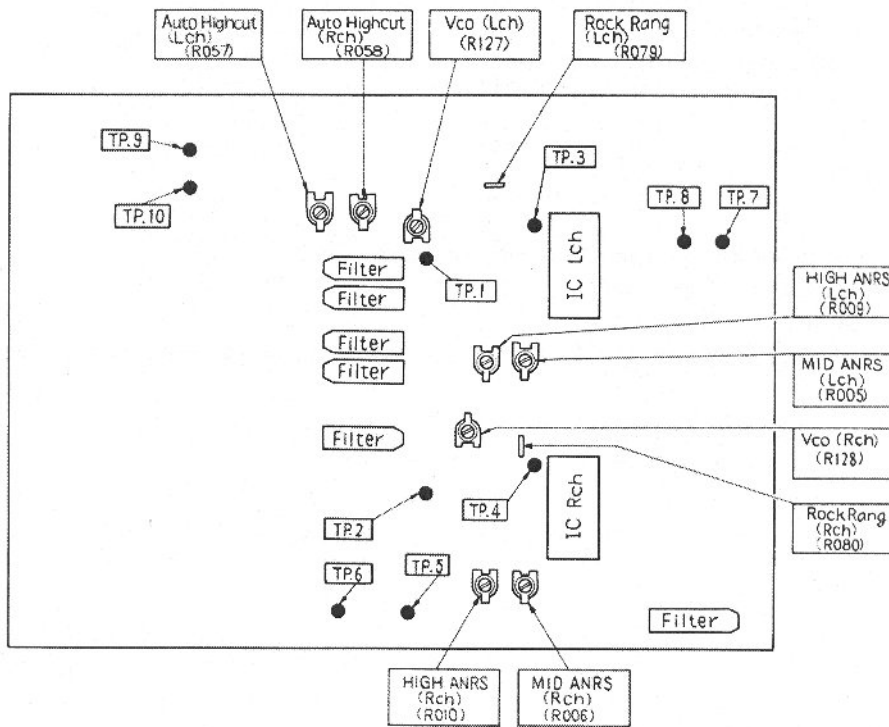 Auto Highcut
(Lch)
(R057)
Auto Highcut
(Rch)
(R058)
Vco (Lch)
(R127)
Rock Rang
(Lch)
(R079)
TP.9
TP.10
TP.3
TP.8
TP.7
TP.1
IC Lch
Filter
Filter
Filter
Filter
Filter
HIGH ANRS
(Lch)
(R009)
MID ANRS
(Lch)
(R005)
Vco (Rch)
(R128)
Rock Rang
(Rch)
(R080)
TP.2
TP.4
IC Rch
TP.6
TP.5
Filter
HIGH ANRS
(Rch)
(R010)
MID ANRS
(Rch)
(R006)